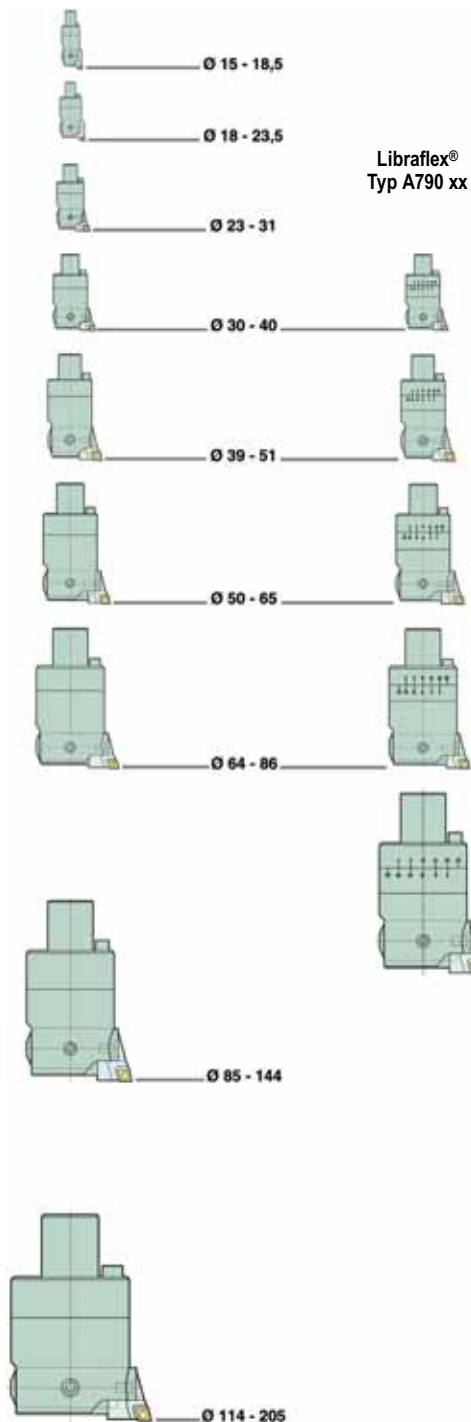 Ø 15 - 18,5
Ø 18 - 23,5
Libraflex®
Typ A790 xx
Ø 23 - 31
Ø 30 - 40
Ø 39 - 51
Ø 50 - 65
Ø 64 - 86
Ø 85 - 144
Ø 114 - 205